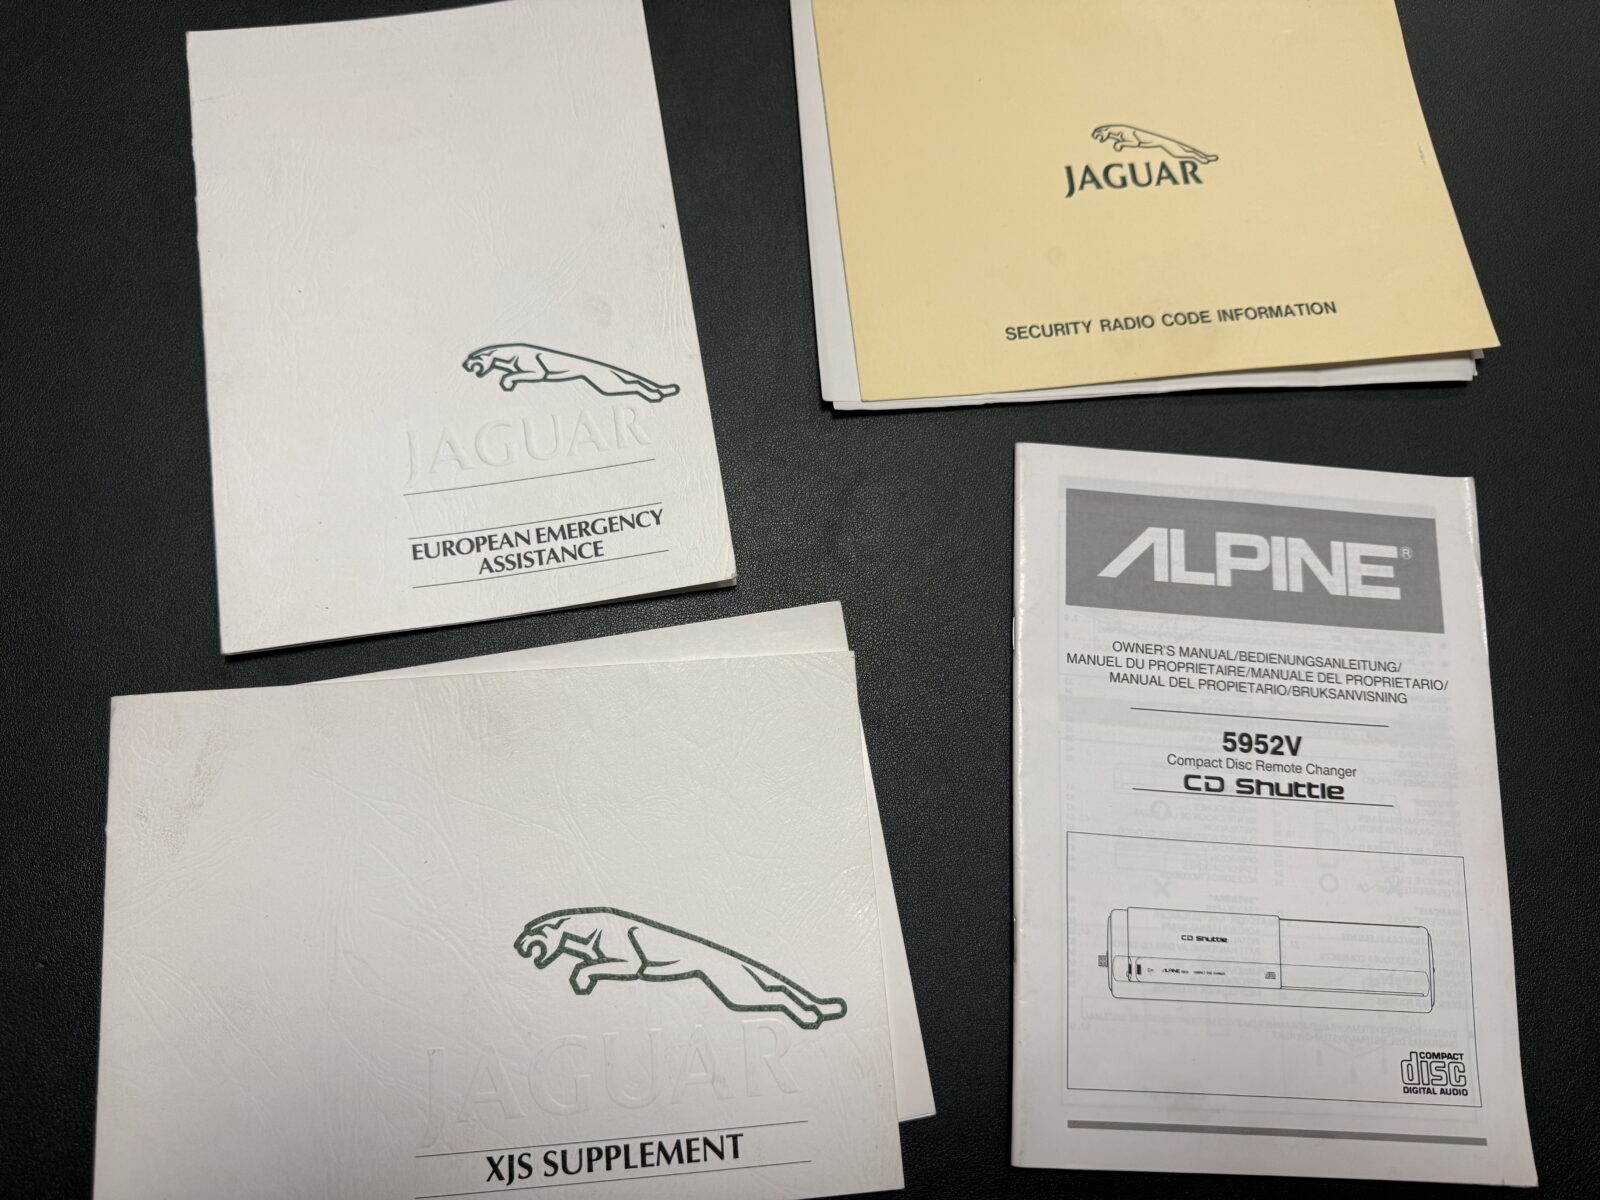 JAGUAR
EUROPEAN EMERGENCY
ASSISTANCE
JAGUAR
SECURITY RADIO CODE INFORMATION
JAGUAR
XJS SUPPLEMENT
ALPINE®
OWNER'S MANUAL/BEDIENUNGSANLEITUNG/
MANUEL DU PROPRIETAIRE/MANUALE DEL PROPRIETARIO/
MANUAL DEL PROPIETARIO/BRUKSANVISNING
5952V
Compact Disc Remote Changer
CD Shuttle
CD Shuttle
ALPINE
COMPACT
disc
DIGITAL AUDIO